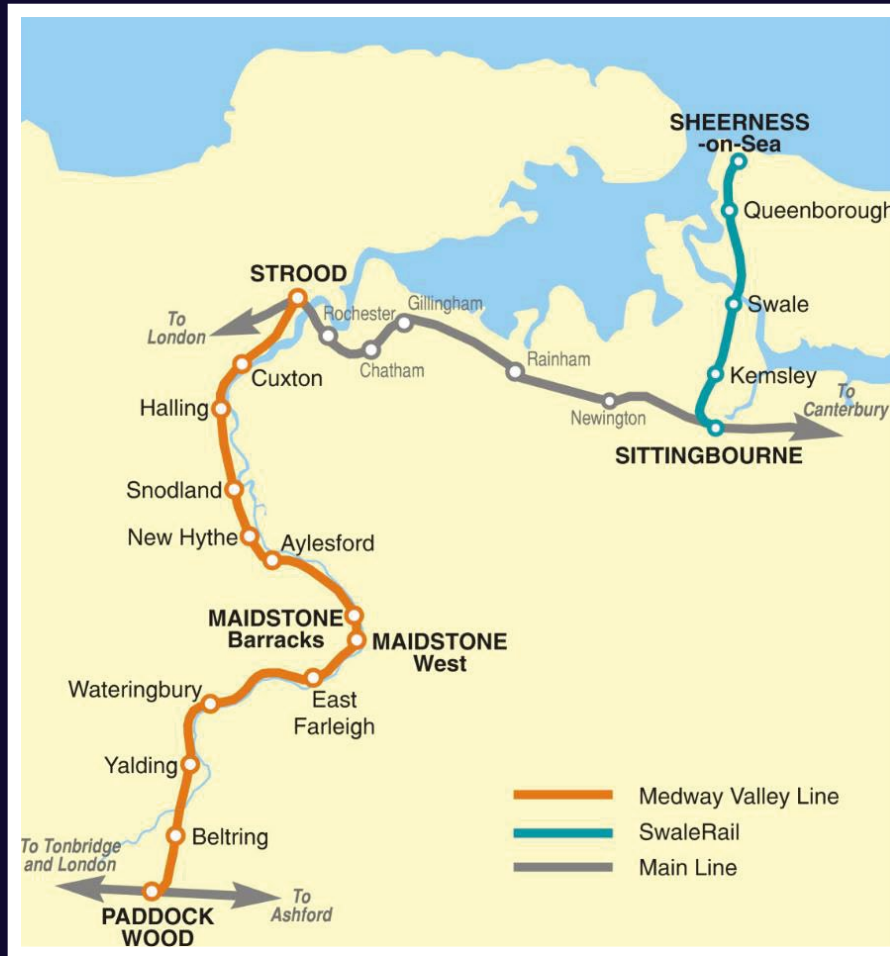 SHEERNESS
-on-Sea
Queenborough
STROOD
Gillingham
Swale
To
London
Rochester
Rainham
Chatham
Cuxton
Kemsley
To
Canterbury
Halling
Newington
SITTINGBOURNE
Snodland
New Hythe
Aylesford
MAIDSTONE
Barracks
MAIDSTONE
West
Wateringbury
East
Farleigh
Yalding
Medway Valley Line
SwaleRail
Main Line
Beltring
To Tonbridge
and London
To
Ashford
PADDOCK
WOOD